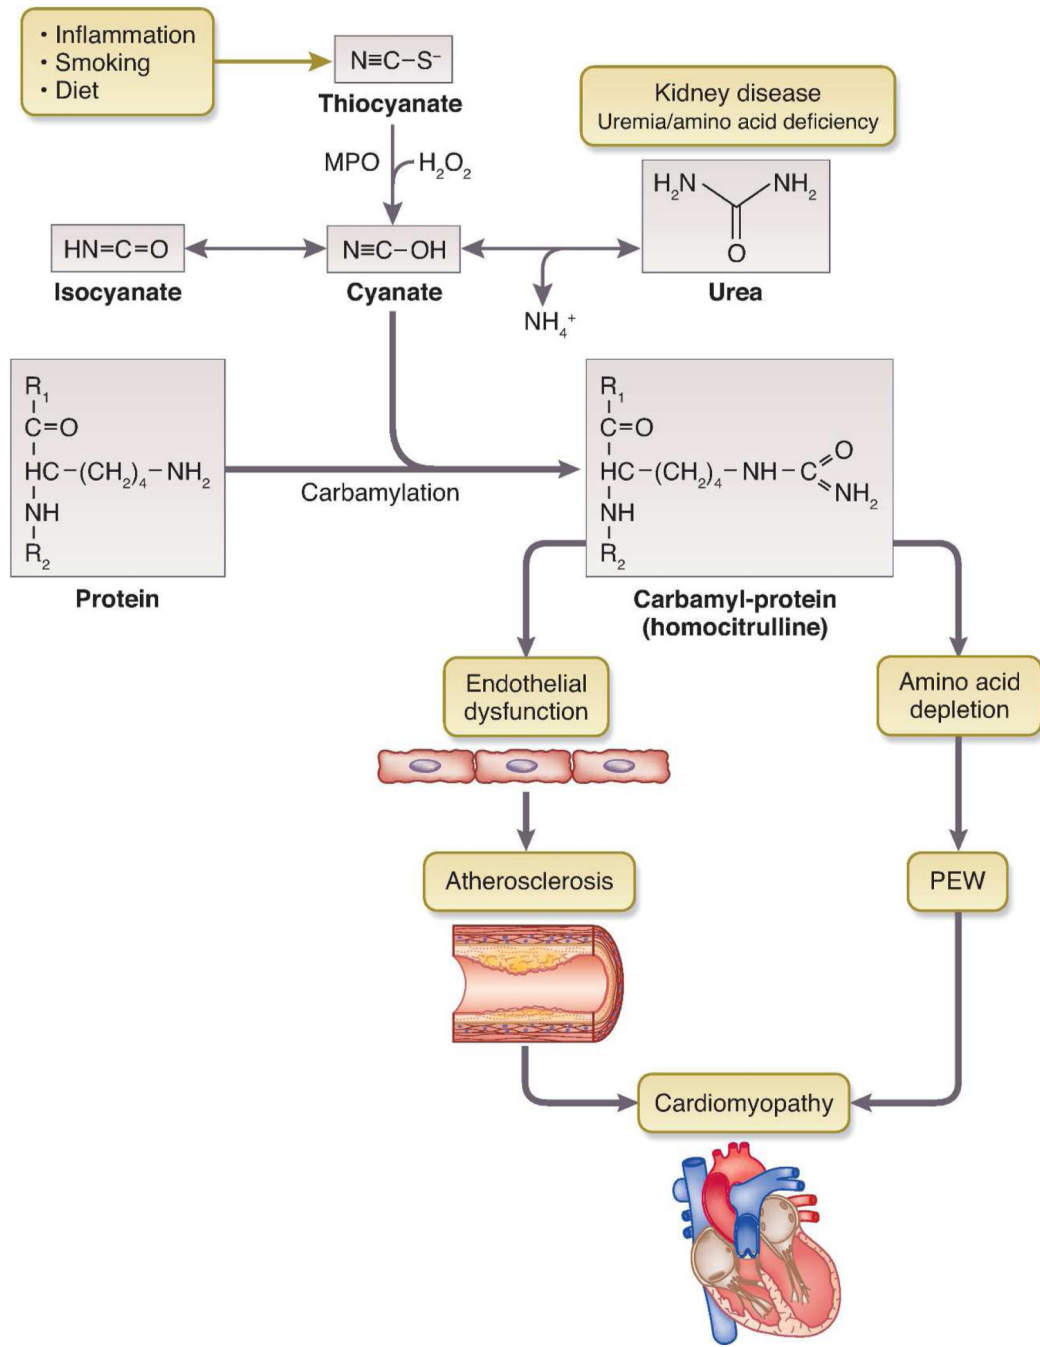 • Inflammation
• Smoking
• Diet
N≡C–S⁻
Thiocyanate
Kidney disease
Uremia/amino acid deficiency
MPO
H₂O₂
H₂N
NH₂
O
HN=C=O
Isocyanate
N≡C–OH
Cyanate
Urea
NH₄⁺
R₁
C=O
HC–(CH₂)₄–NH₂
NH
R₂
Protein
Carbamylation
R₁
C=O
HC–(CH₂)₄–NH–C
O
NH₂
NH
R₂
Carbamyl-protein
(homocitrulline)
Endothelial
dysfunction
Amino acid
depletion
Atherosclerosis
PEW
Cardiomyopathy